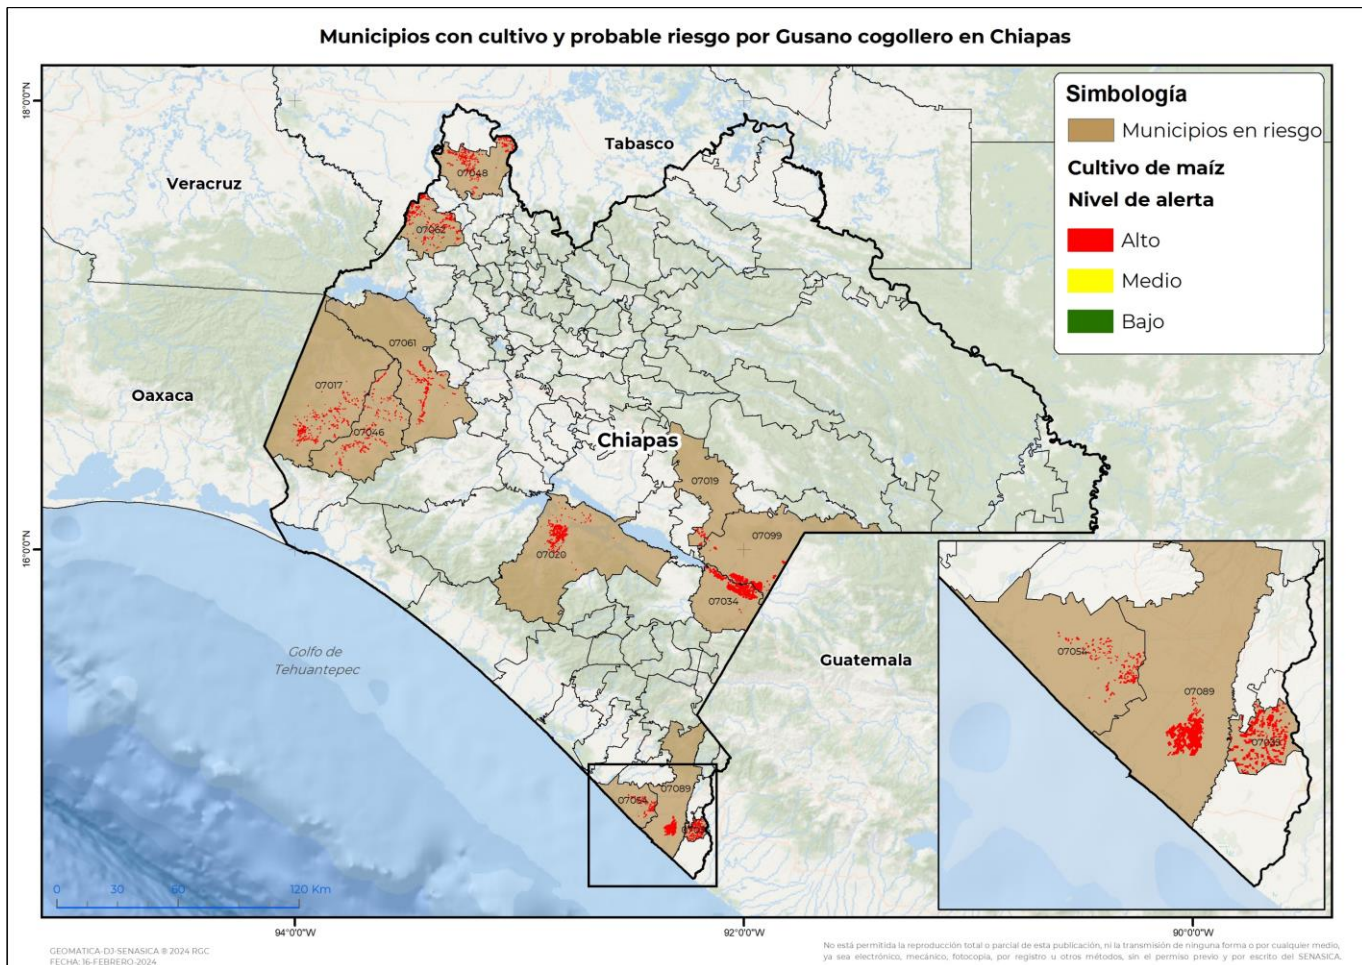 Municipios con cultivo y probable riesgo por Gusano cogollero en Chiapas
18°0'0"N
16°0'0"N
Simbología
Municipios en riesgo
Cultivo de maíz
Nivel de alerta
Alto
Medio
Bajo
Tabasco
Veracruz
07048
07062
07061
07017
07046
Oaxaca
Chiapas
07019
07099
07020
07034
Guatemala
Golfo de
Tehuantepec
07089
07054
07054
07089
0 30 60 120 Km
94°0'0"W
92°0'0"W
90°0'0"W
GEOMATICA-DJ-SENASICA ® 2024 RGC
FECHA: 16-FEBRERO-2024
No está permitida la reproducción total o parcial de esta publicación, ni la transmisión de ninguna forma o por cualquier medio,
ya sea electrónico, mecánico, fotocopia, por registro u otros métodos, sin el permiso previo y por escrito del SENASICA.